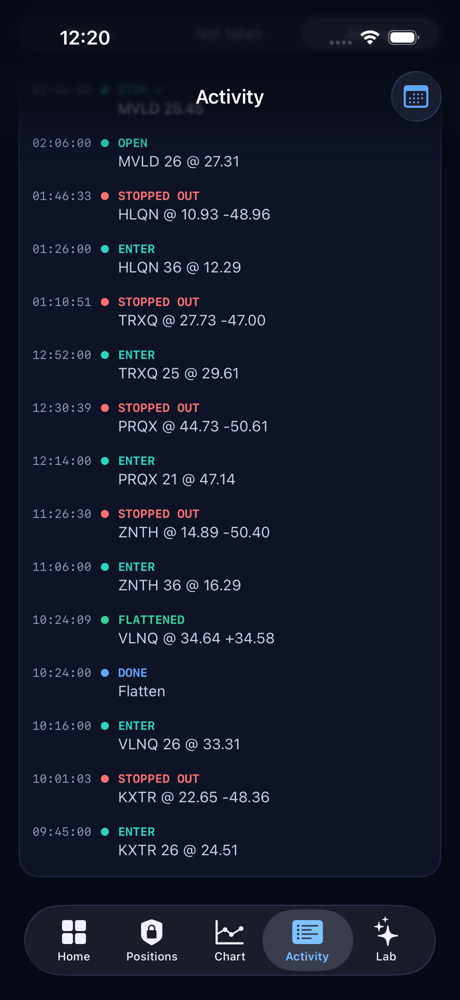 12:20
Not taken
Activity
STOP ✓
MVLD 25.45
02:06:00 OPEN
MVLD 26 @ 27.31
01:46:33 STOPPED OUT
HLQN @ 10.93 -48.96
01:26:00 ENTER
HLQN 36 @ 12.29
01:10:51 STOPPED OUT
TRXQ @ 27.73 -47.00
12:52:00 ENTER
TRXQ 25 @ 29.61
12:30:39 STOPPED OUT
PRQX @ 44.73 -50.61
12:14:00 ENTER
PRQX 21 @ 47.14
11:26:30 STOPPED OUT
ZNTH @ 14.89 -50.40
11:06:00 ENTER
ZNTH 36 @ 16.29
10:24:09 FLATTENED
VLNQ @ 34.64 +34.58
10:24:00 DONE
Flatten
10:16:00 ENTER
VLNQ 26 @ 33.31
10:01:03 STOPPED OUT
KXTR @ 22.65 -48.36
09:45:00 ENTER
KXTR 26 @ 24.51
Home
Positions
Chart
Activity
Lab